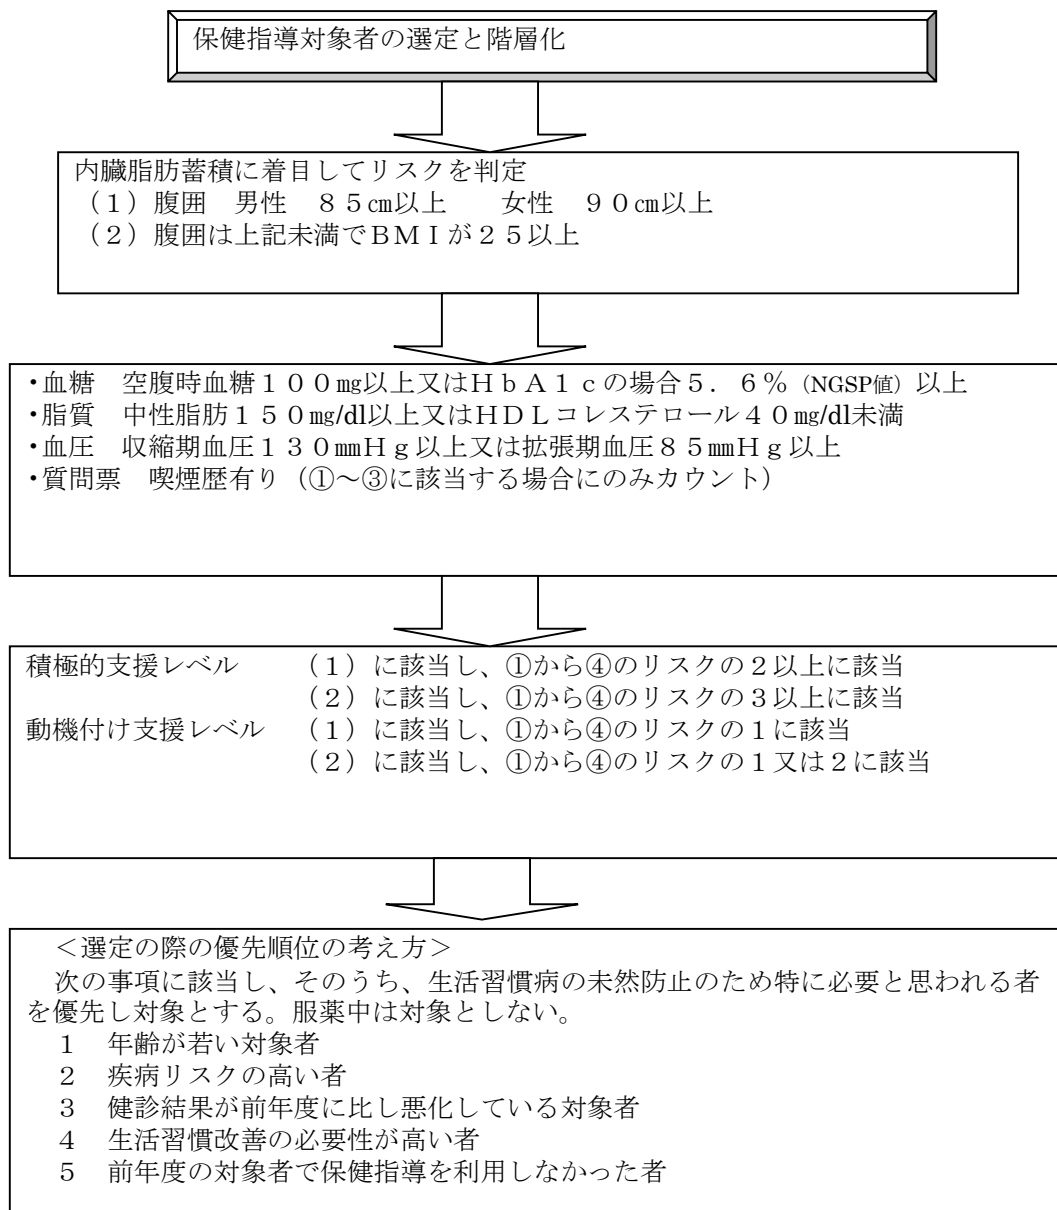 保健指導対象者の選定と階層化
内臓脂肪蓄積に着目してリスクを判定
（１）腹囲　男性　８５㎝以上　　女性　９０㎝以上
（２）腹囲は上記未満でＢＭＩが２５以上
・血糖　空腹時血糖１００㎎以上又はＨｂＡ１ｃの場合５．６％（NGSP値）以上
・脂質　中性脂肪１５０㎎/dl以上又はＨＤＬコレステロール４０㎎/dl未満
・血圧　収縮期血圧１３０㎜Ｈｇ以上又は拡張期血圧８５㎜Ｈｇ以上
・質問票　喫煙歴有り（①～③に該当する場合にのみカウント）
積極的支援レベル　　（１）に該当し、①から④のリスクの２以上に該当
（２）に該当し、①から④のリスクの３以上に該当
動機付け支援レベル　（１）に該当し、①から④のリスクの１に該当
（２）に該当し、①から④のリスクの１又は２に該当
＜選定の際の優先順位の考え方＞
次の事項に該当し、そのうち、生活習慣病の未然防止のため特に必要と思われる者
を優先し対象とする。服薬中は対象としない。
１　年齢が若い対象者
２　疾病リスクの高い者
３　健診結果が前年度に比し悪化している対象者
４　生活習慣改善の必要性が高い者
５　前年度の対象者で保健指導を利用しなかった者